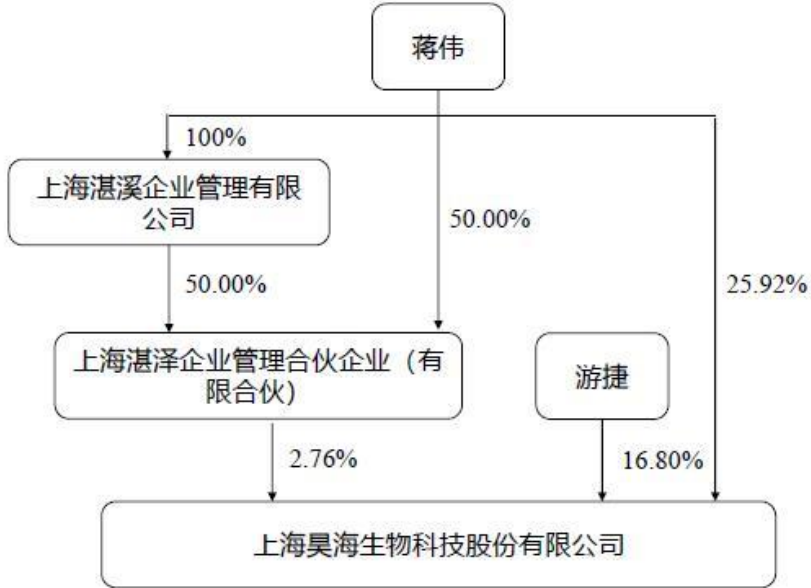 蒋伟
100%
上海湛溪企业管理有限
公司
50.00%
50.00%
25.92%
上海湛泽企业管理合伙企业（有
限合伙）
游捷
2.76%
16.80%
上海昊海生物科技股份有限公司